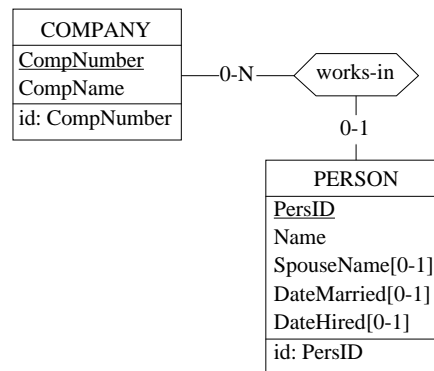 COMPANY
CompNumber
CompName
id: CompNumber
0-N
works-in
0-1
PERSON
PersID
Name
SpouseName[0-1]
DateMarried[0-1]
DateHired[0-1]
id: PersID